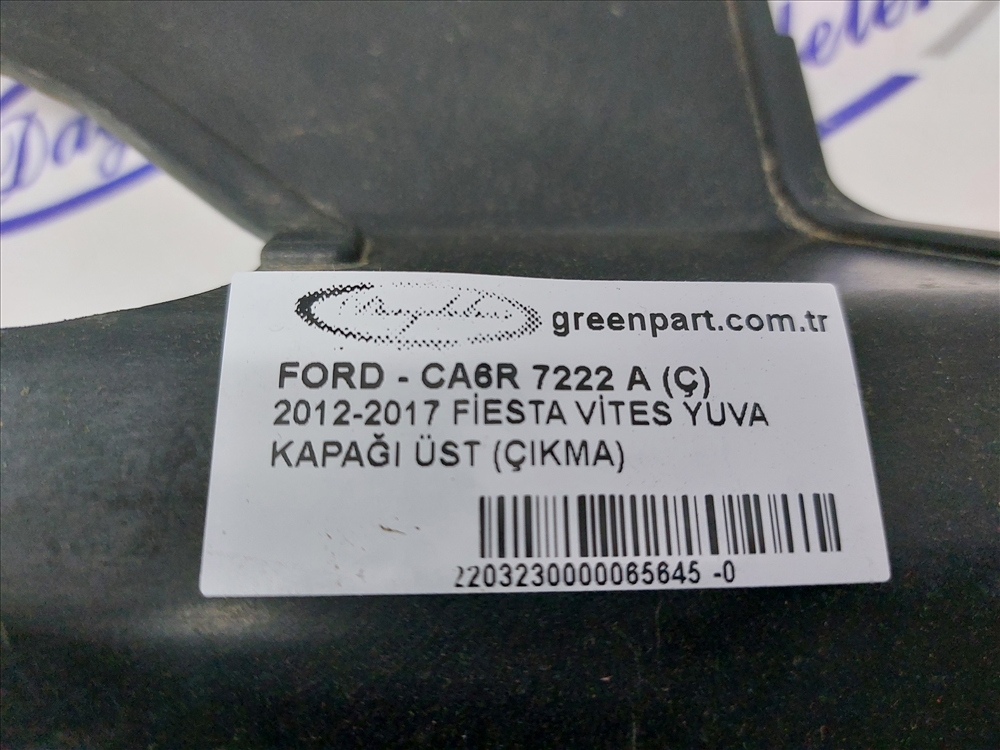 greenpart.com.tr
FORD - CA6R 7222 A (Ç)
2012-2017 FİESTA VİTES YUVA
KAPAĞI ÜST (ÇIKMA)
2203230000065645 -0